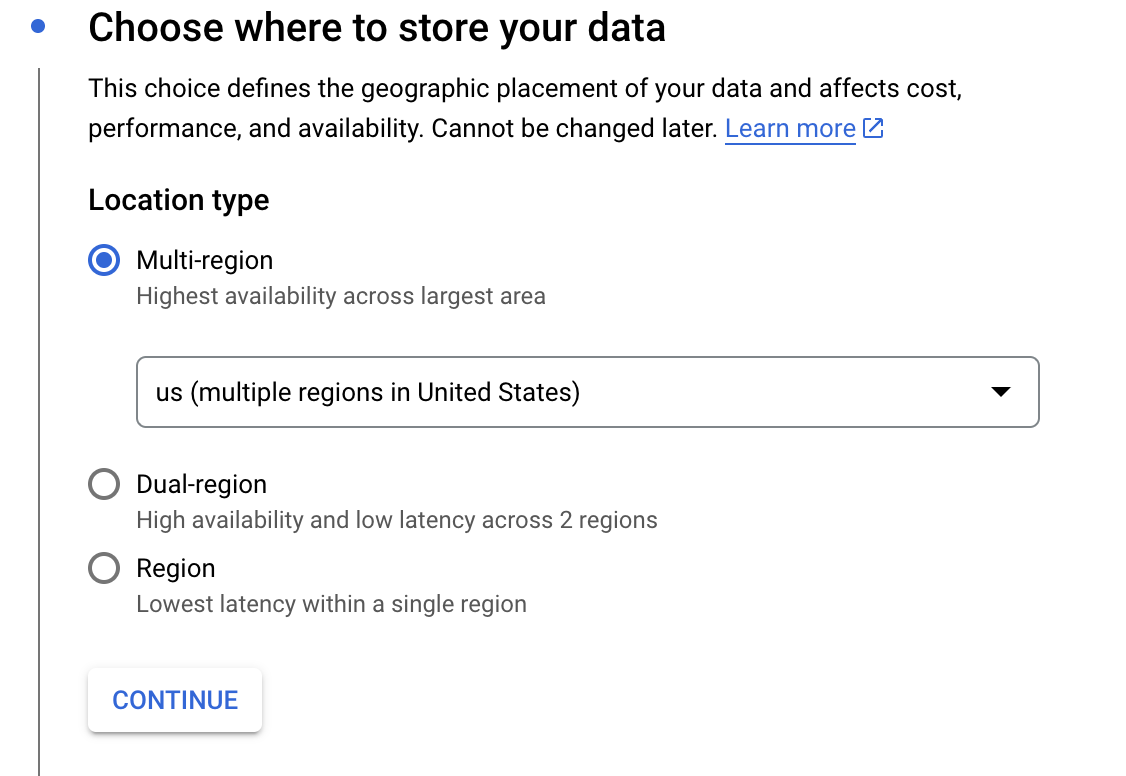 Choose where to store your data
This choice defines the geographic placement of your data and affects cost,
performance, and availability. Cannot be changed later. Learn more
Location type
Multi-region
Highest availability across largest area
us (multiple regions in United States)
Dual-region
High availability and low latency across 2 regions
Region
Lowest latency within a single region
CONTINUE